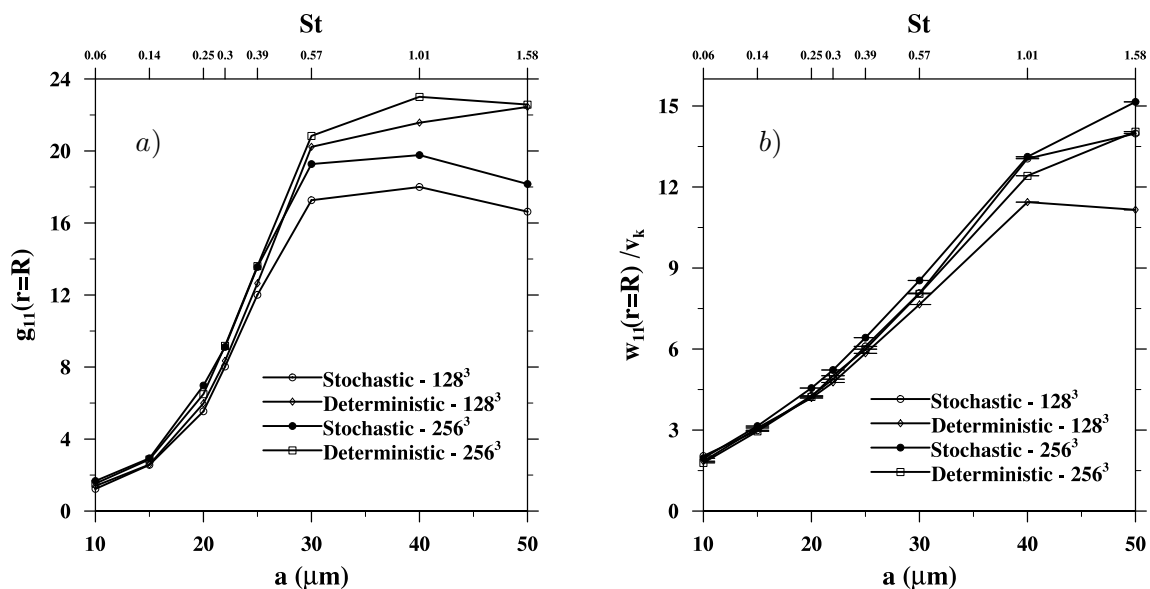 St
0.06 0.14 0.25 0.3 0.39 0.57 1.01 1.58
24
20
16
12
8
4
0
g₁₁(r=R)
a)
Stochastic - 128³
Deterministic - 128³
Stochastic - 256³
Deterministic - 256³
10 20 30 40 50
a (μm)
St
0.06 0.14 0.25 0.3 0.39 0.57 1.01 1.58
15
12
9
6
3
0
w₁₁(r=R) /vₖ
b)
Stochastic - 128³
Deterministic - 128³
Stochastic - 256³
Deterministic - 256³
10 20 30 40 50
a (μm)